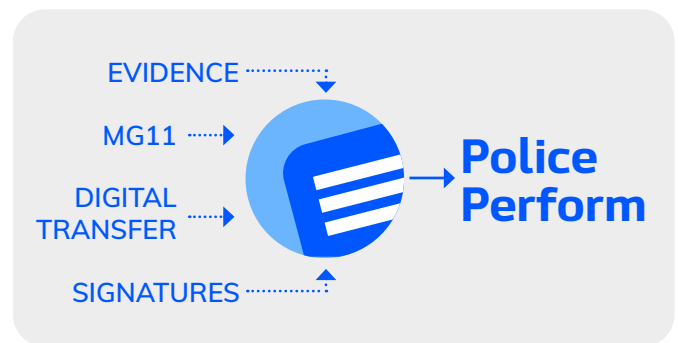 EVIDENCE
MG11
DIGITAL
TRANSFER
SIGNATURES
Police
Perform